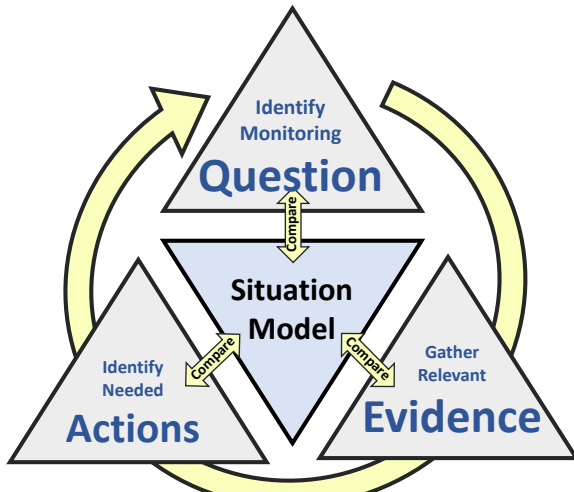 Identify
Monitoring
Question
Compare
Situation
Model
Compare
Compare
Identify
Needed
Actions
Gather
Relevant
Evidence